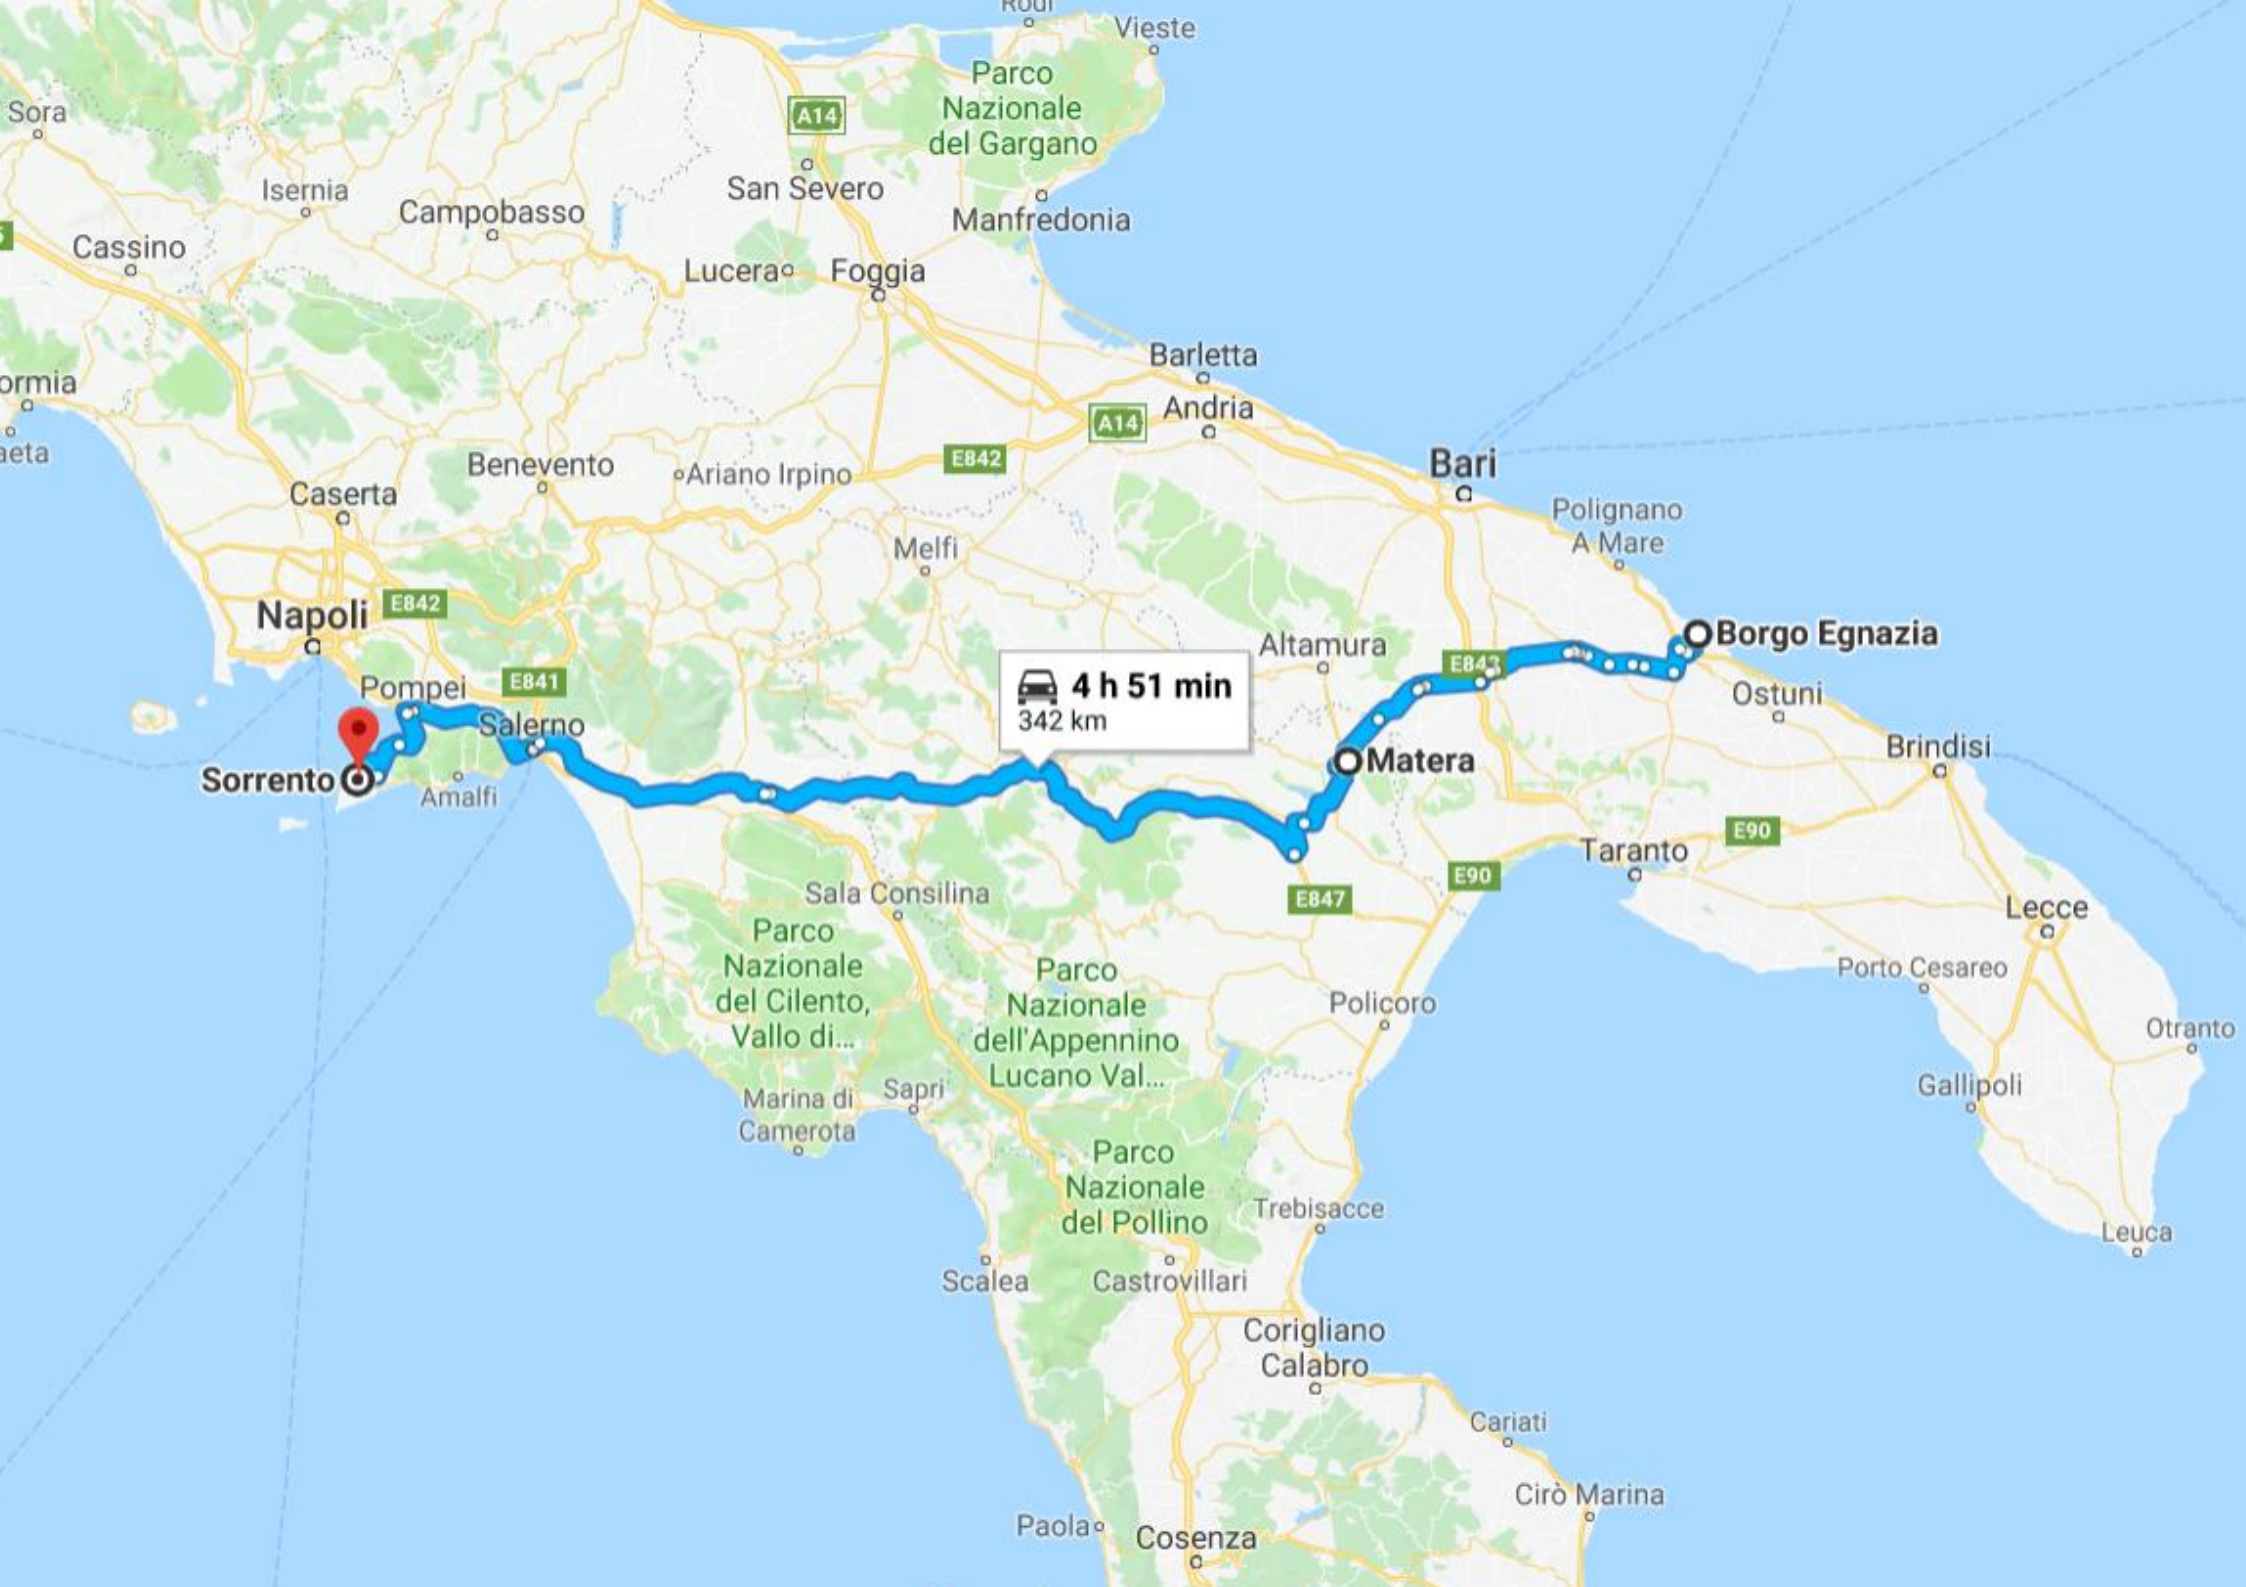 Rodi
Vieste
Parco
Nazionale
del Gargano
Sora
A14
San Severo
Isernia
Campobasso
Manfredonia
Cassino
Lucera
Foggia
Barletta
ormia
Andria
A14
aeta
Benevento
Ariano Irpino
E842
Bari
Caserta
Polignano
A Mare
Melfi
Napoli
E842
Altamura
Borgo Egnazia
E843
E841
Pompei
4 h 51 min
342 km
Ostuni
Salerno
Brindisi
Matera
Sorrento
Amalfi
E90
Taranto
E90
E847
Sala Consilina
Lecce
Parco
Nazionale
del Cilento,
Vallo di...
Parco
Nazionale
dell'Appennino
Lucano Val...
Porto Cesareo
Policoro
Otranto
Gallipoli
Sapri
Marina di
Camerota
Parco
Nazionale
del Pollino
Trebisacce
Leuca
Scalea
Castrovillari
Corigliano
Calabro
Cariati
Cirò Marina
Paola
Cosenza